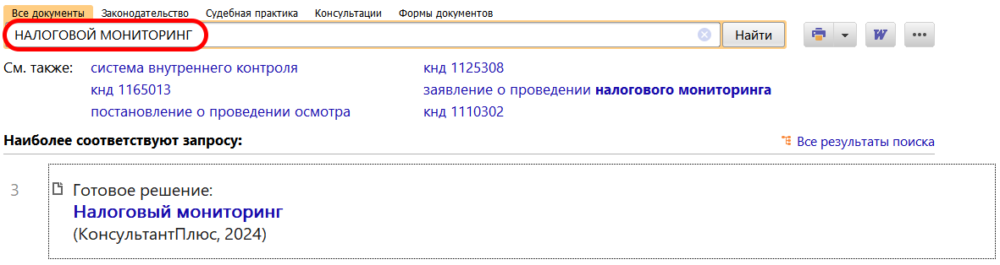 Все документы Законодательство Судебная практика Консультации Формы документов
НАЛОГОВОЙ МОНИТОРИНГ Найти W
См. также: система внутреннего контроля кнд 1125308
кнд 1165013 заявление о проведении налогового мониторинга
постановление о проведении осмотра кнд 1110302
Наиболее соответствуют запросу: Все результаты поиска
3 Готовое решение:
Налоговый мониторинг
(КонсультантПлюс, 2024)